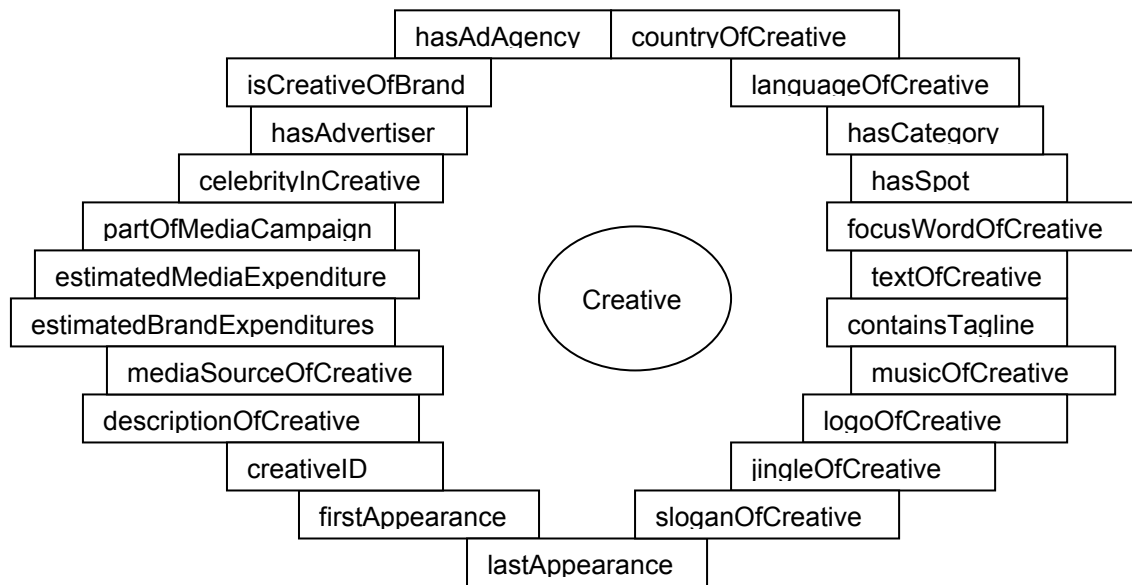 hasAdAgency
countryOfCreative
isCreativeOfBrand
languageOfCreative
hasAdvertiser
hasCategory
celebrityInCreative
hasSpot
partOfMediaCampaign
focusWordOfCreative
estimatedMediaExpenditure
textOfCreative
Creative
estimatedBrandExpenditures
containsTagline
mediaSourceOfCreative
musicOfCreative
descriptionOfCreative
logoOfCreative
creativeID
jingleOfCreative
firstAppearance
sloganOfCreative
lastAppearance